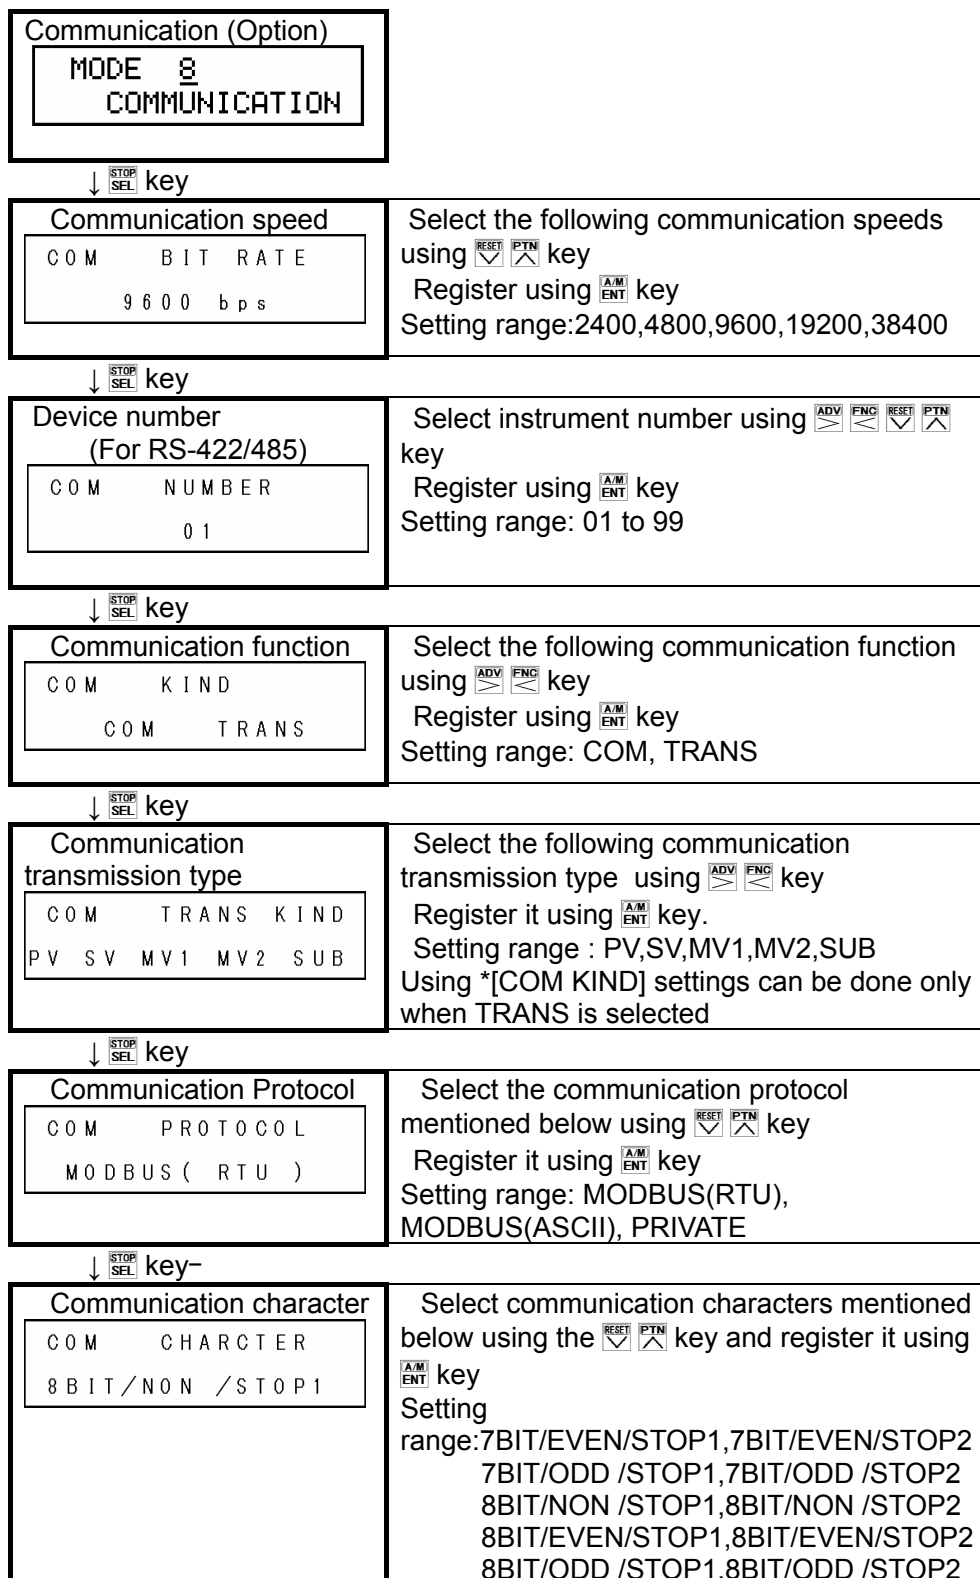 Communication (Option)
MODE 8
COMMUNICATION
↓ STOP SEL key
Communication speed
COM BIT RATE
9600 bps
Select the following communication speeds
using RESET PTN key
Register using A/M ENT key
Setting range:2400,4800,9600,19200,38400
↓ STOP SEL key
Device number
(For RS-422/485)
COM NUMBER
01
Select instrument number using ADV FNC RESET PTN
key
Register using A/M ENT key
Setting range: 01 to 99
↓ STOP SEL key
Communication function
COM KIND
COM TRANS
Select the following communication function
using ADV FNC key
Register using A/M ENT key
Setting range: COM, TRANS
↓ STOP SEL key
Communication
transmission type
COM TRANS KIND
PV SV MV1 MV2 SUB
Select the following communication
transmission type using ADV FNC key
Register it using A/M ENT key.
Setting range : PV,SV,MV1,MV2,SUB
Using *[COM KIND] settings can be done only
when TRANS is selected
↓ STOP SEL key
Communication Protocol
COM PROTOCOL
MODBUS( RTU )
Select the communication protocol
mentioned below using RESET PTN key
Register it using A/M ENT key
Setting range: MODBUS(RTU),
MODBUS(ASCII), PRIVATE
↓ STOP SEL key-
Communication character
COM CHARCTER
8BIT/NON /STOP1
Select communication characters mentioned
below using the RESET PTN key and register it using
A/M ENT key
Setting
range:7BIT/EVEN/STOP1,7BIT/EVEN/STOP2
7BIT/ODD /STOP1,7BIT/ODD /STOP2
8BIT/NON /STOP1,8BIT/NON /STOP2
8BIT/EVEN/STOP1,8BIT/EVEN/STOP2
8BIT/ODD /STOP1,8BIT/ODD /STOP2